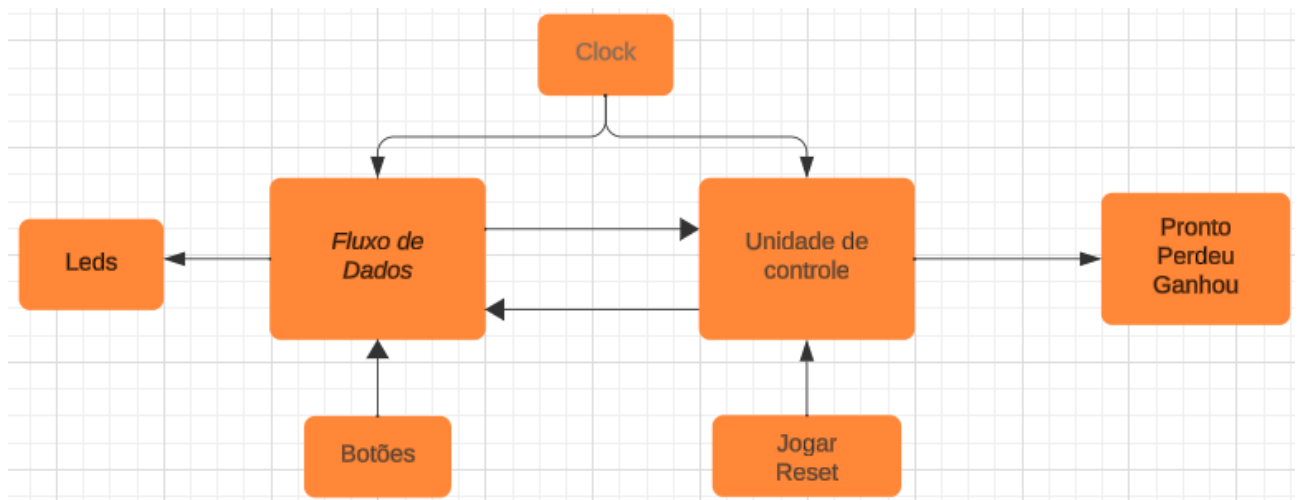 Clock
Leds
Fluxo de
Dados
Unidade de
controle
Pronto
Perdeu
Ganhou
Botões
Jogar
Reset